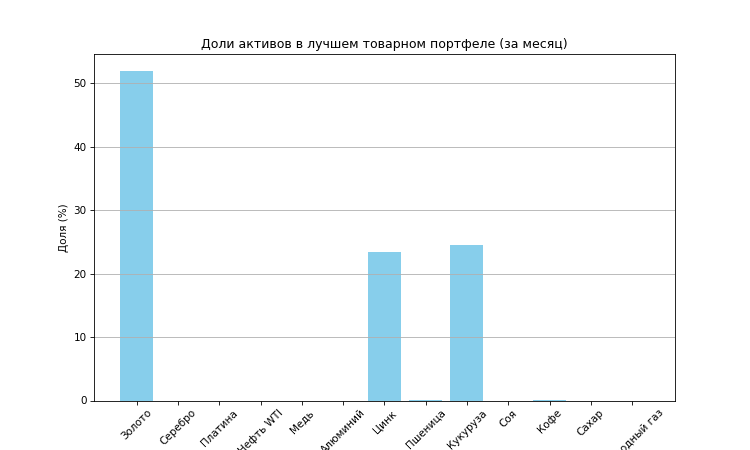 Доли активов в лучшем товарном портфеле (за месяц)
Доля (%)
50
40
30
20
10
0
Золото
Серебро
Платина
Нефть WTI
Медь
Алюминий
Цинк
Пшеница
Кукуруза
Соя
Кофе
Сахар
газ